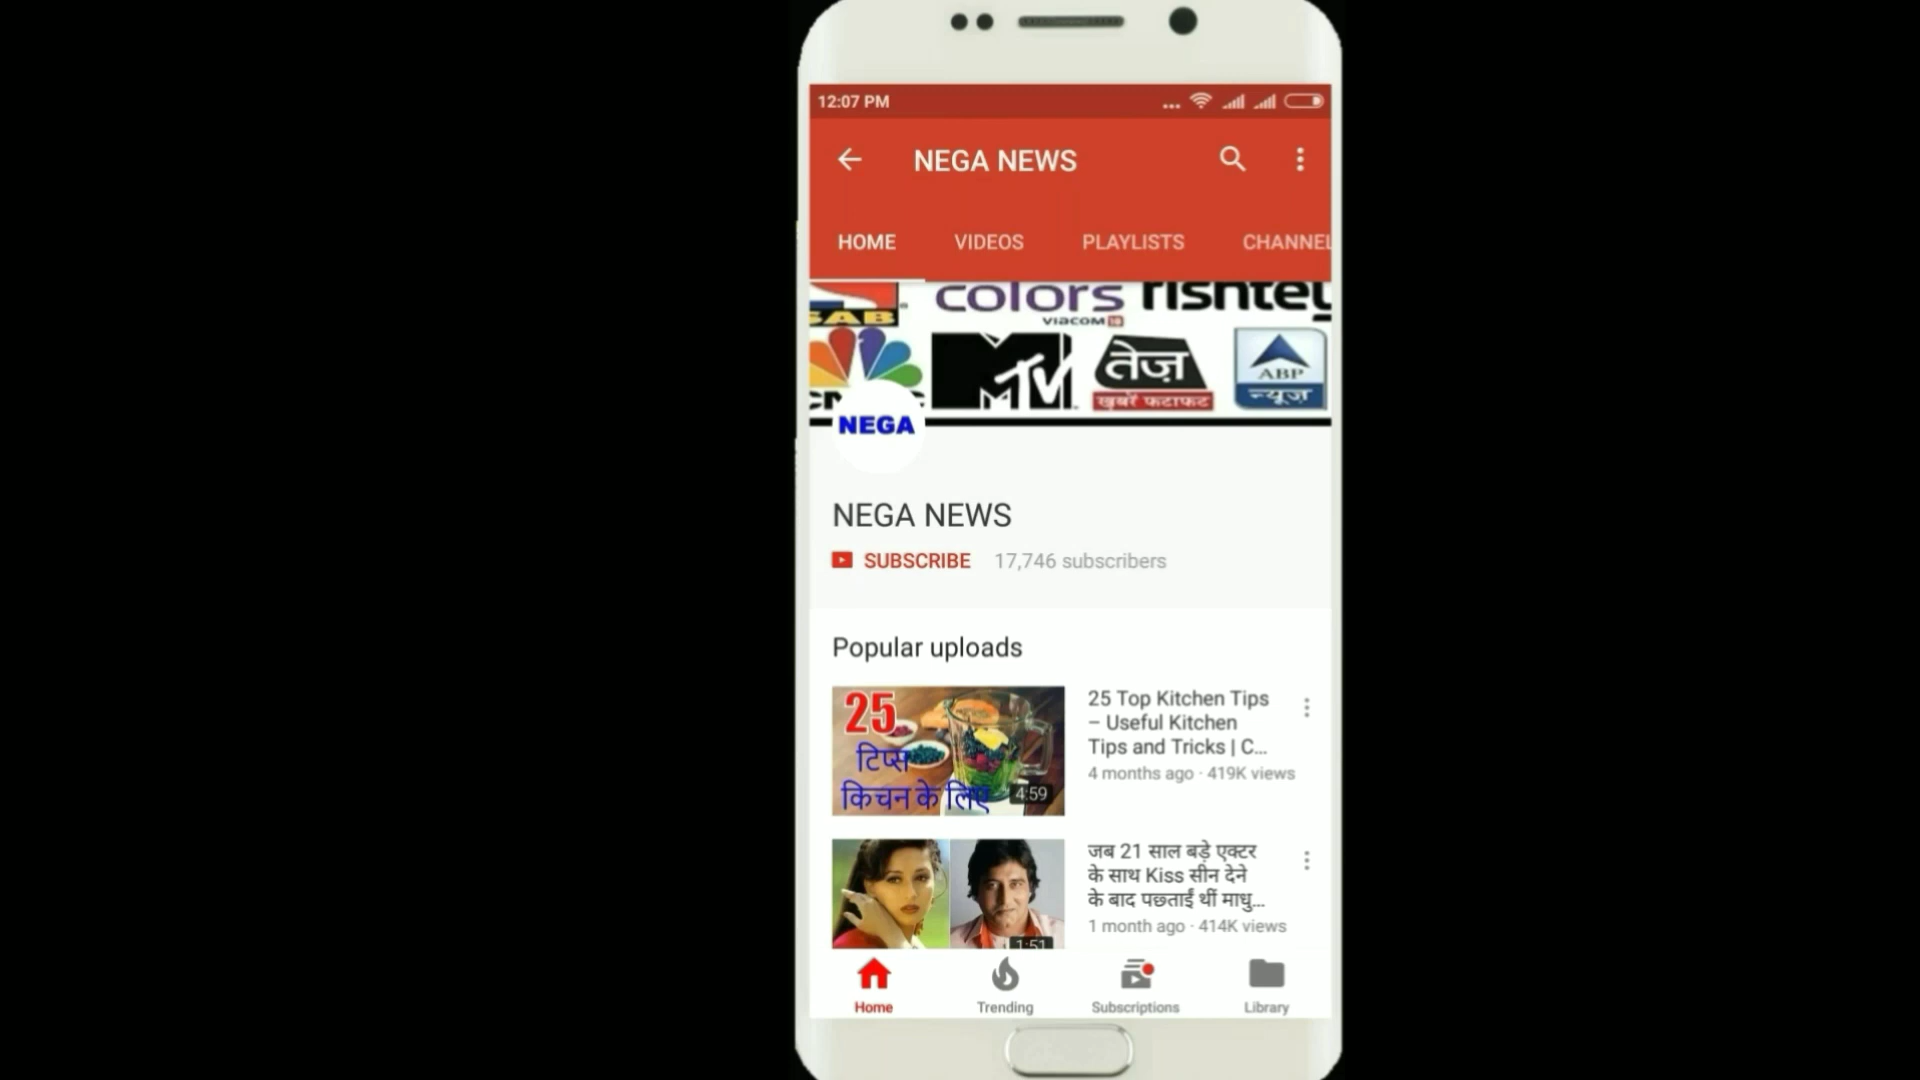 12:07 PM
NEGA NEWS
HOME VIDEOS PLAYLISTS CHANNEL
SAB colors rishtey
VIACOM 18
MTV तेज़ ABP
ख़बरें फटाफट न्यूज़
NEGA
NEGA NEWS
SUBSCRIBE 17,746 subscribers
Popular uploads
25
टिप्स
किचन के लिए
4:59
25 Top Kitchen Tips
– Useful Kitchen
Tips and Tricks | C...
4 months ago · 419K views
1:51
जब 21 साल बड़े एक्टर
के साथ Kiss सीन देने
के बाद पछताईं थीं माधु...
1 month ago · 414K views
Home Trending Subscriptions Library